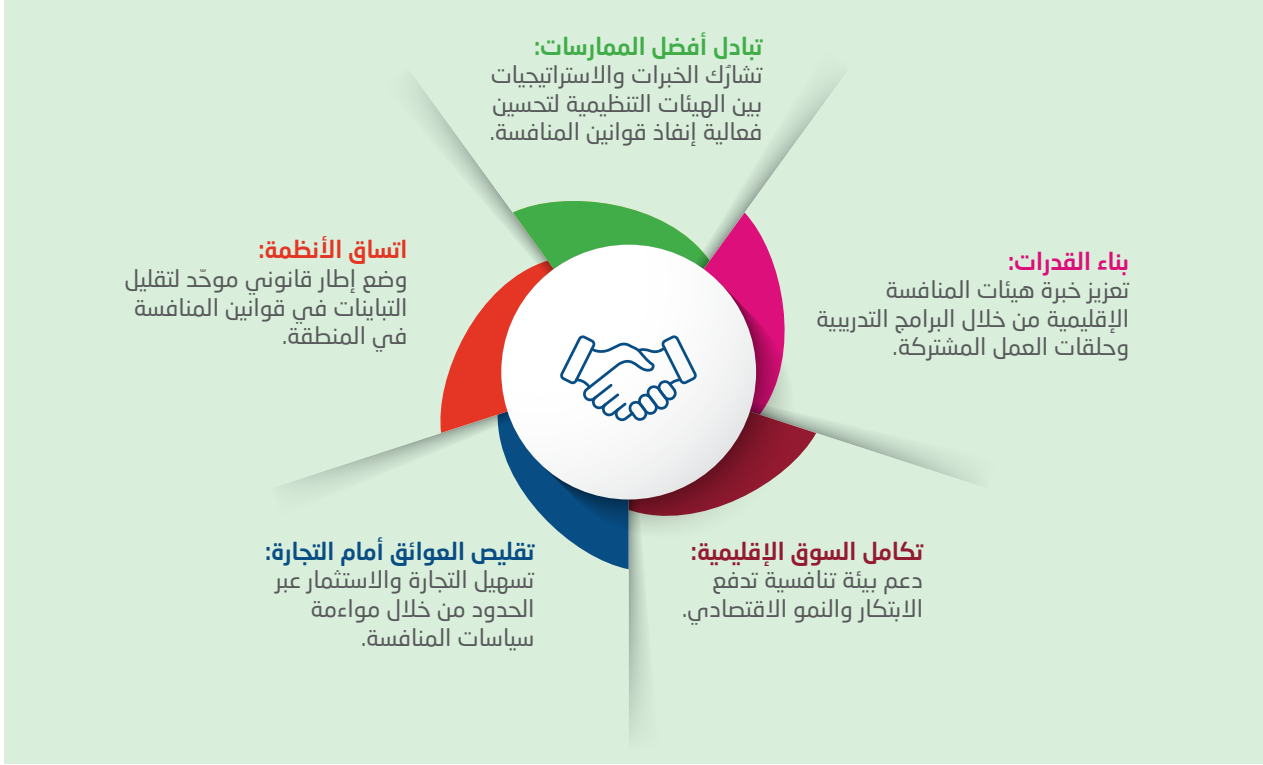 تبادل أفضل الممارسات:
تشارُك الخبرات والاستراتيجيات
بين الهيئات التنظيمية لتحسين
فعالية إنفاذ قوانين المنافسة.
بناء القدرات:
تعزيز خبرة هيئات المنافسة
الإقليمية من خلال البرامج التدريبية
وحلقات العمل المشتركة.
تكامل السوق الإقليمية:
دعم بيئة تنافسية تدفع
الابتكار والنمو الاقتصادي.
تقليص العوائق أمام التجارة:
تسهيل التجارة والاستثمار عبر
الحدود من خلال مواءمة
سياسات المنافسة.
اتساق الأنظمة:
وضع إطار قانوني موحّد لتقليل
التباينات في قوانين المنافسة
في المنطقة.